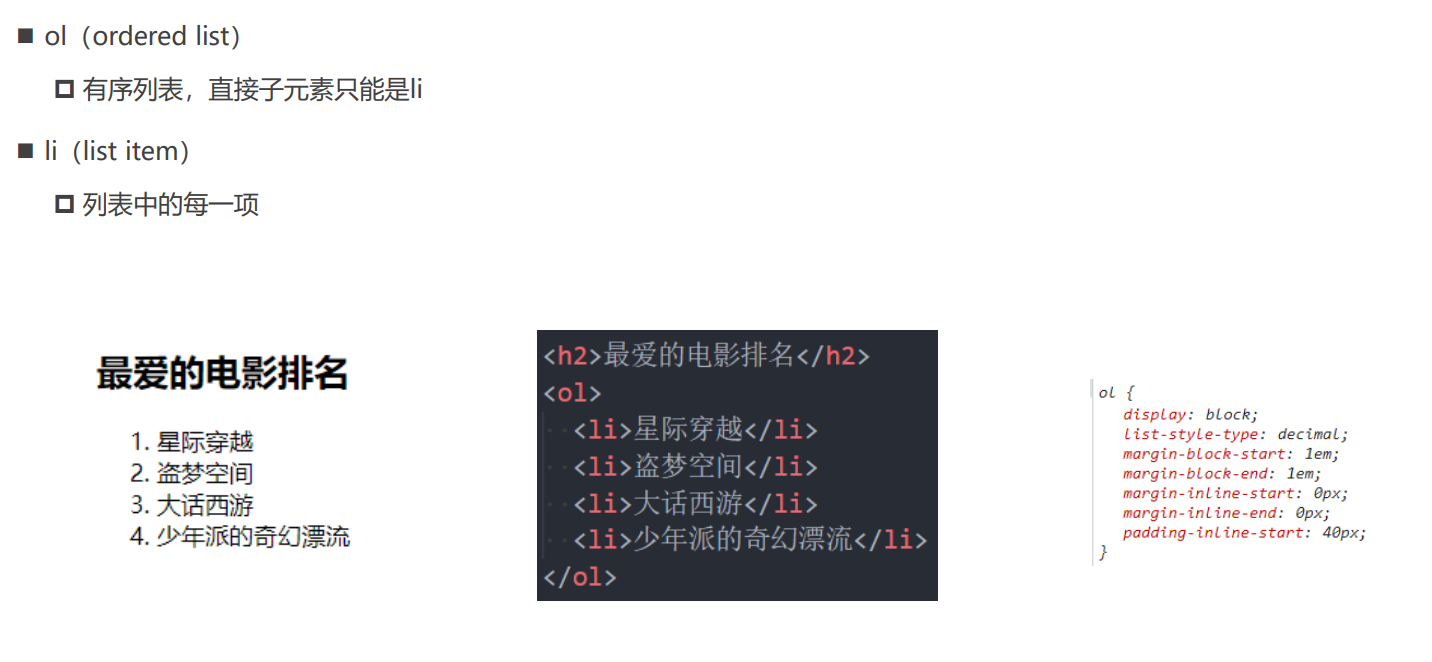 ■ ol（ordered list）
□ 有序列表，直接子元素只能是li
■ li（list item）
□ 列表中的每一项
最爱的电影排名
1. 星际穿越
2. 盗梦空间
3. 大话西游
4. 少年派的奇幻漂流
<h2>最爱的电影排名</h2>
<ol>
<li>星际穿越</li>
<li>盗梦空间</li>
<li>大话西游</li>
<li>少年派的奇幻漂流</li>
</ol>
ol {
display: block;
list-style-type: decimal;
margin-block-start: 1em;
margin-block-end: 1em;
margin-inline-start: 0px;
margin-inline-end: 0px;
padding-inline-start: 40px;
}